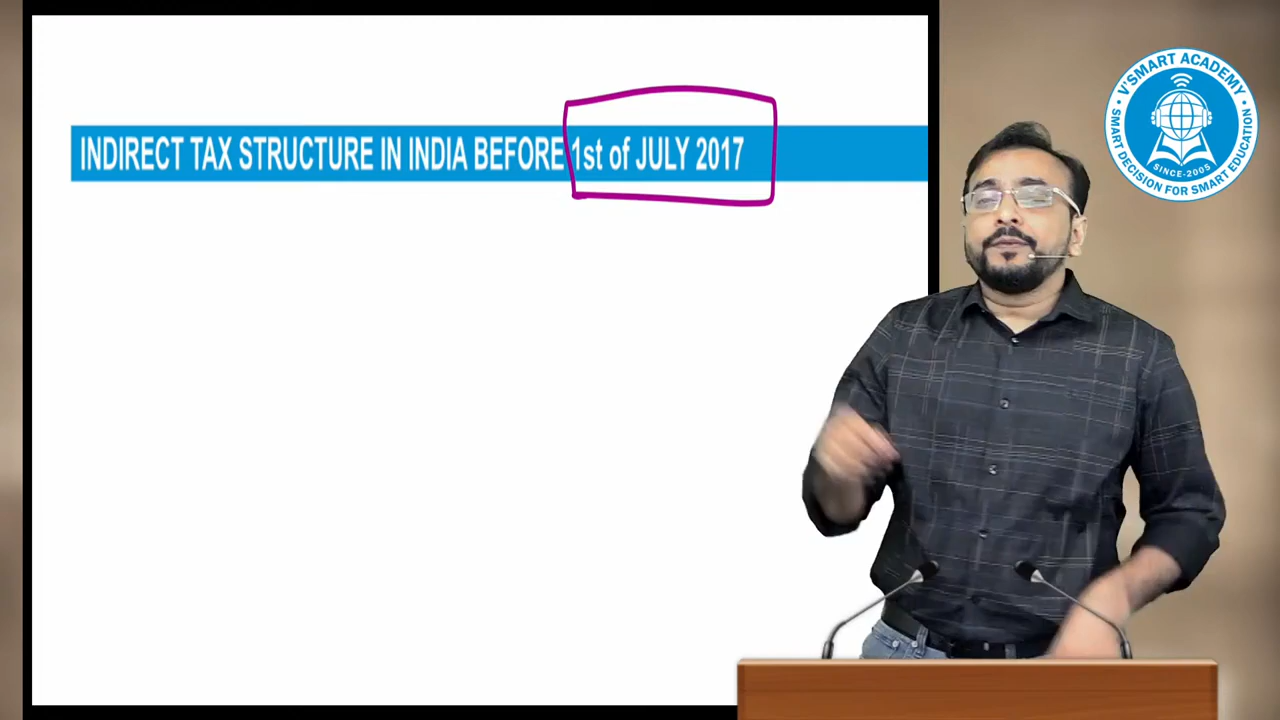 INDIRECT TAX STRUCTURE IN INDIA BEFORE 1st of JULY 2017
V'SMART ACADEMY
SINCE-2005
SMART DECISION FOR SMART EDUCATION